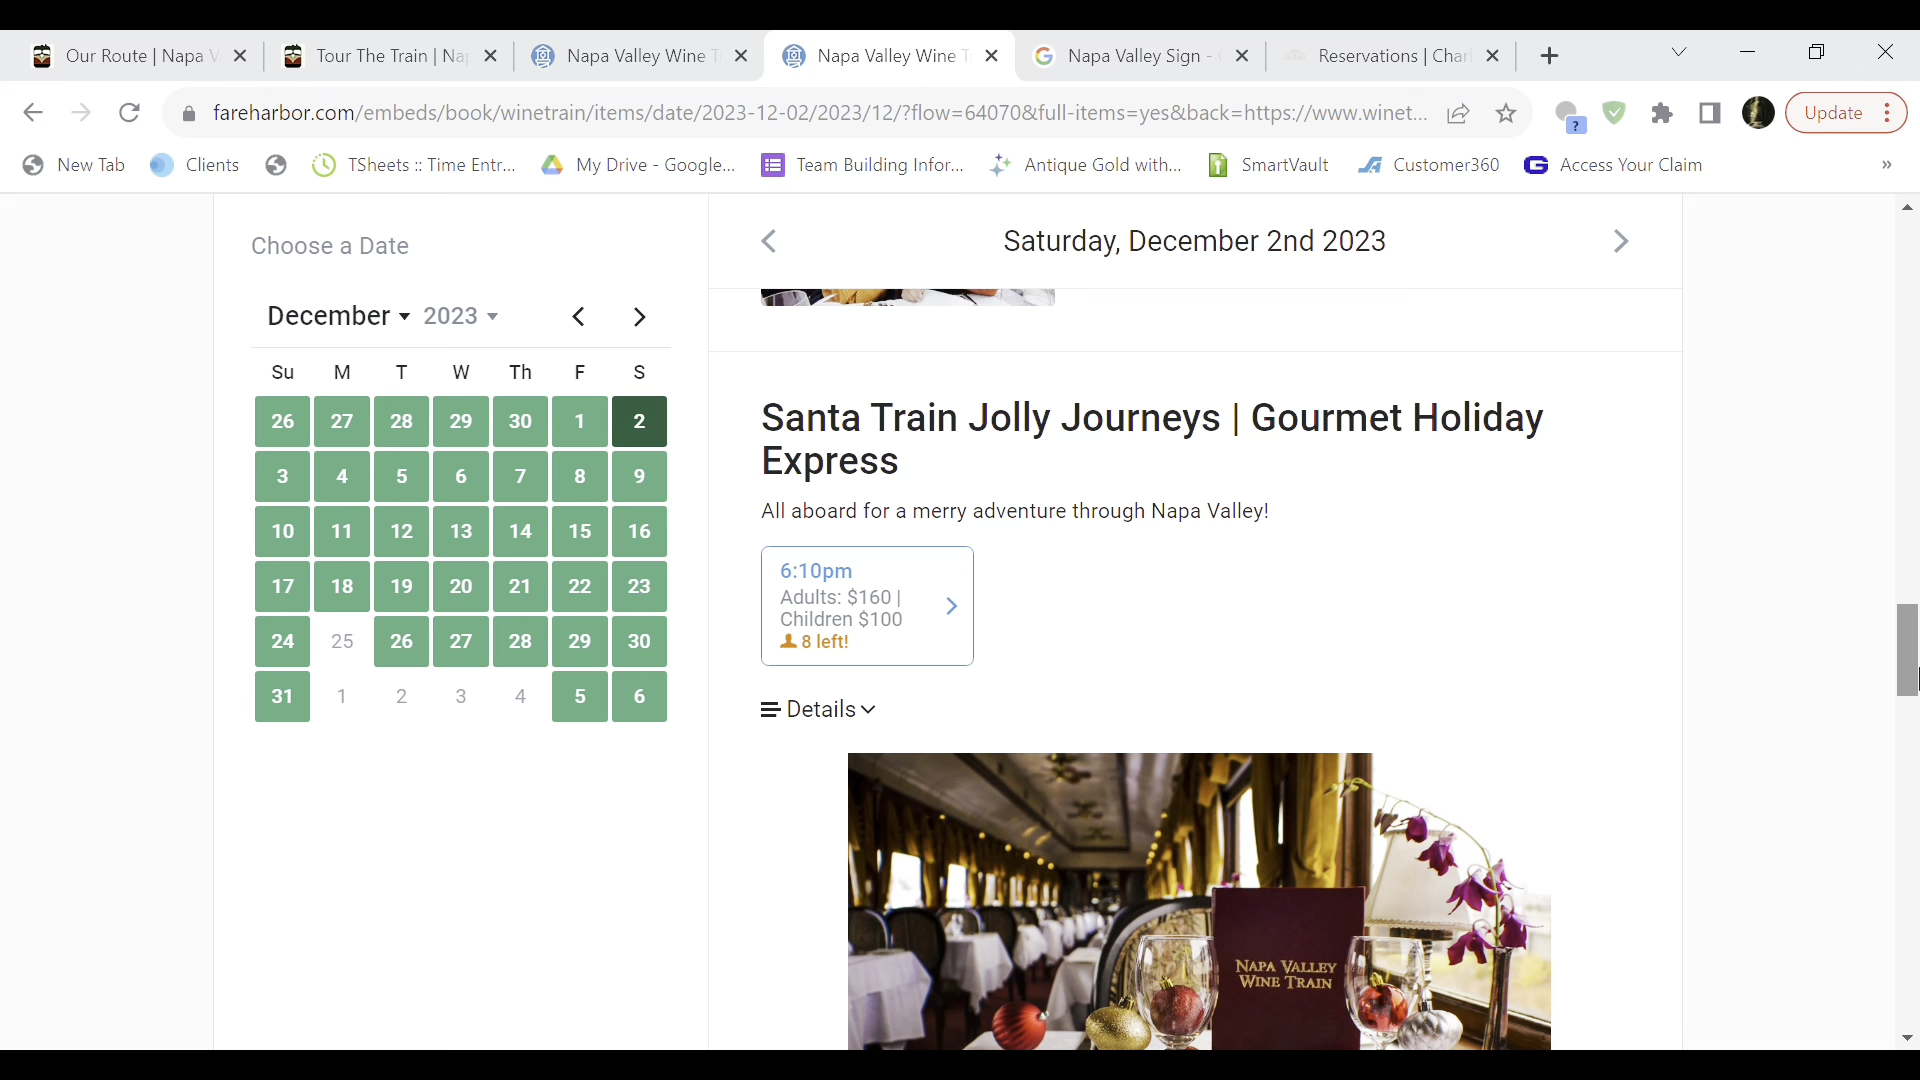 Our Route | Napa V
Tour The Train | Nap
Napa Valley Wine T
Napa Valley Wine T
Napa Valley Sign -
Reservations | Charl
fareharbor.com/embeds/book/winetrain/items/date/2023-12-02/2023/12/?flow=64070&full-items=yes&back=https://www.winet...
?
Update
New Tab
Clients
TSheets :: Time Entr...
My Drive - Google...
Team Building Infor...
Antique Gold with...
SmartVault
Customer360
Access Your Claim
»
Choose a Date
December 2023
Su M T W Th F S
26 27 28 29 30 1 2
3 4 5 6 7 8 9
10 11 12 13 14 15 16
17 18 19 20 21 22 23
24 25 26 27 28 29 30
31 1 2 3 4 5 6
Saturday, December 2nd 2023
Santa Train Jolly Journeys | Gourmet Holiday
Express
All aboard for a merry adventure through Napa Valley!
6:10pm
Adults: $160 |
Children $100
8 left!
Details
NAPA VALLEY
WINE TRAIN